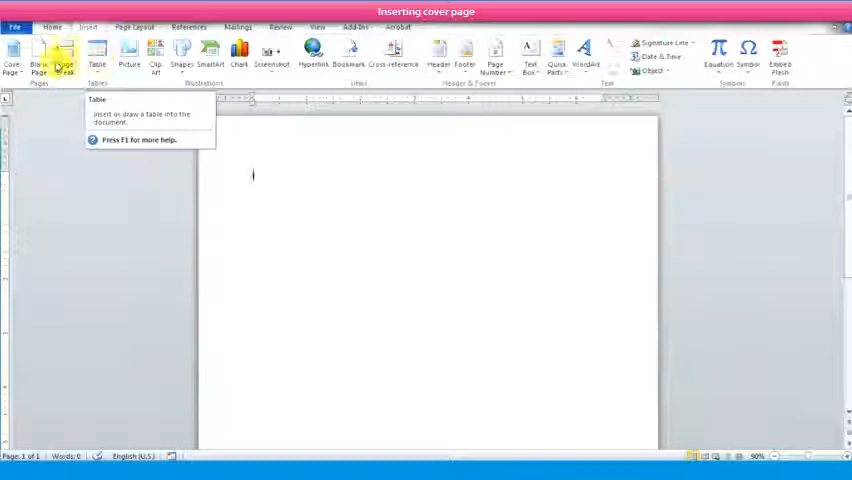 Inserting cover page
File Home Insert Page Layout References Mailings Review View Add-Ins Acrobat
Cover Page Blank Page Page Break Table Picture Clip Art Shapes SmartArt Chart Screenshot Hyperlink Bookmark Cross-reference Header Footer Page Number Text Box Quick Parts WordArt Signature Line Date & Time Object Equation Symbol Embed Flash
Pages Tables Illustrations Links Header & Footer Text Symbols Flash
Table
Insert or draw a table into the
document.
Press F1 for more help.
Page: 1 of 1 Words: 0 English (U.S.) 90%